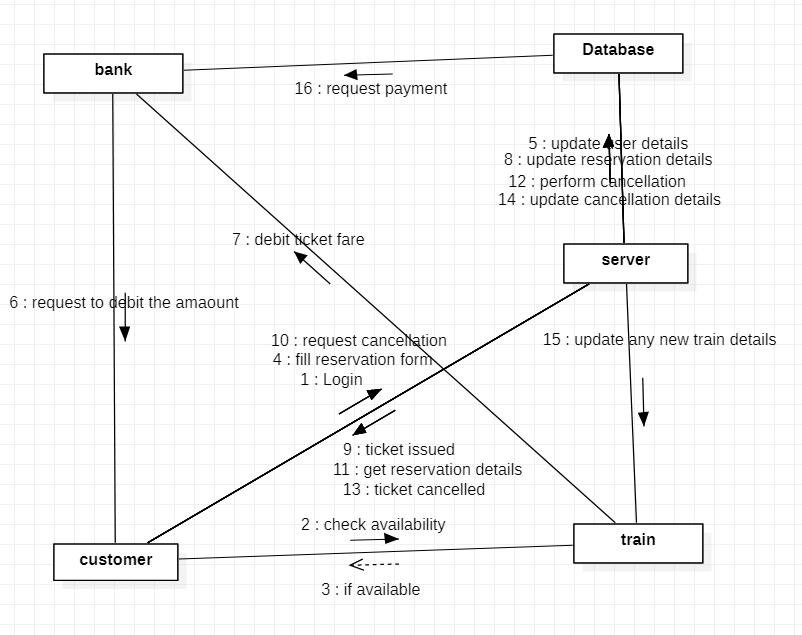 Database
bank
16 : request payment
5 : update user details
8 : update reservation details
12 : perform cancellation
14 : update cancellation details
7 : debit ticket fare
server
6 : request to debit the amaount
10 : request cancellation
4 : fill reservation form
1 : Login
15 : update any new train details
9 : ticket issued
11 : get reservation details
13 : ticket cancelled
2 : check availability
customer
train
3 : if available